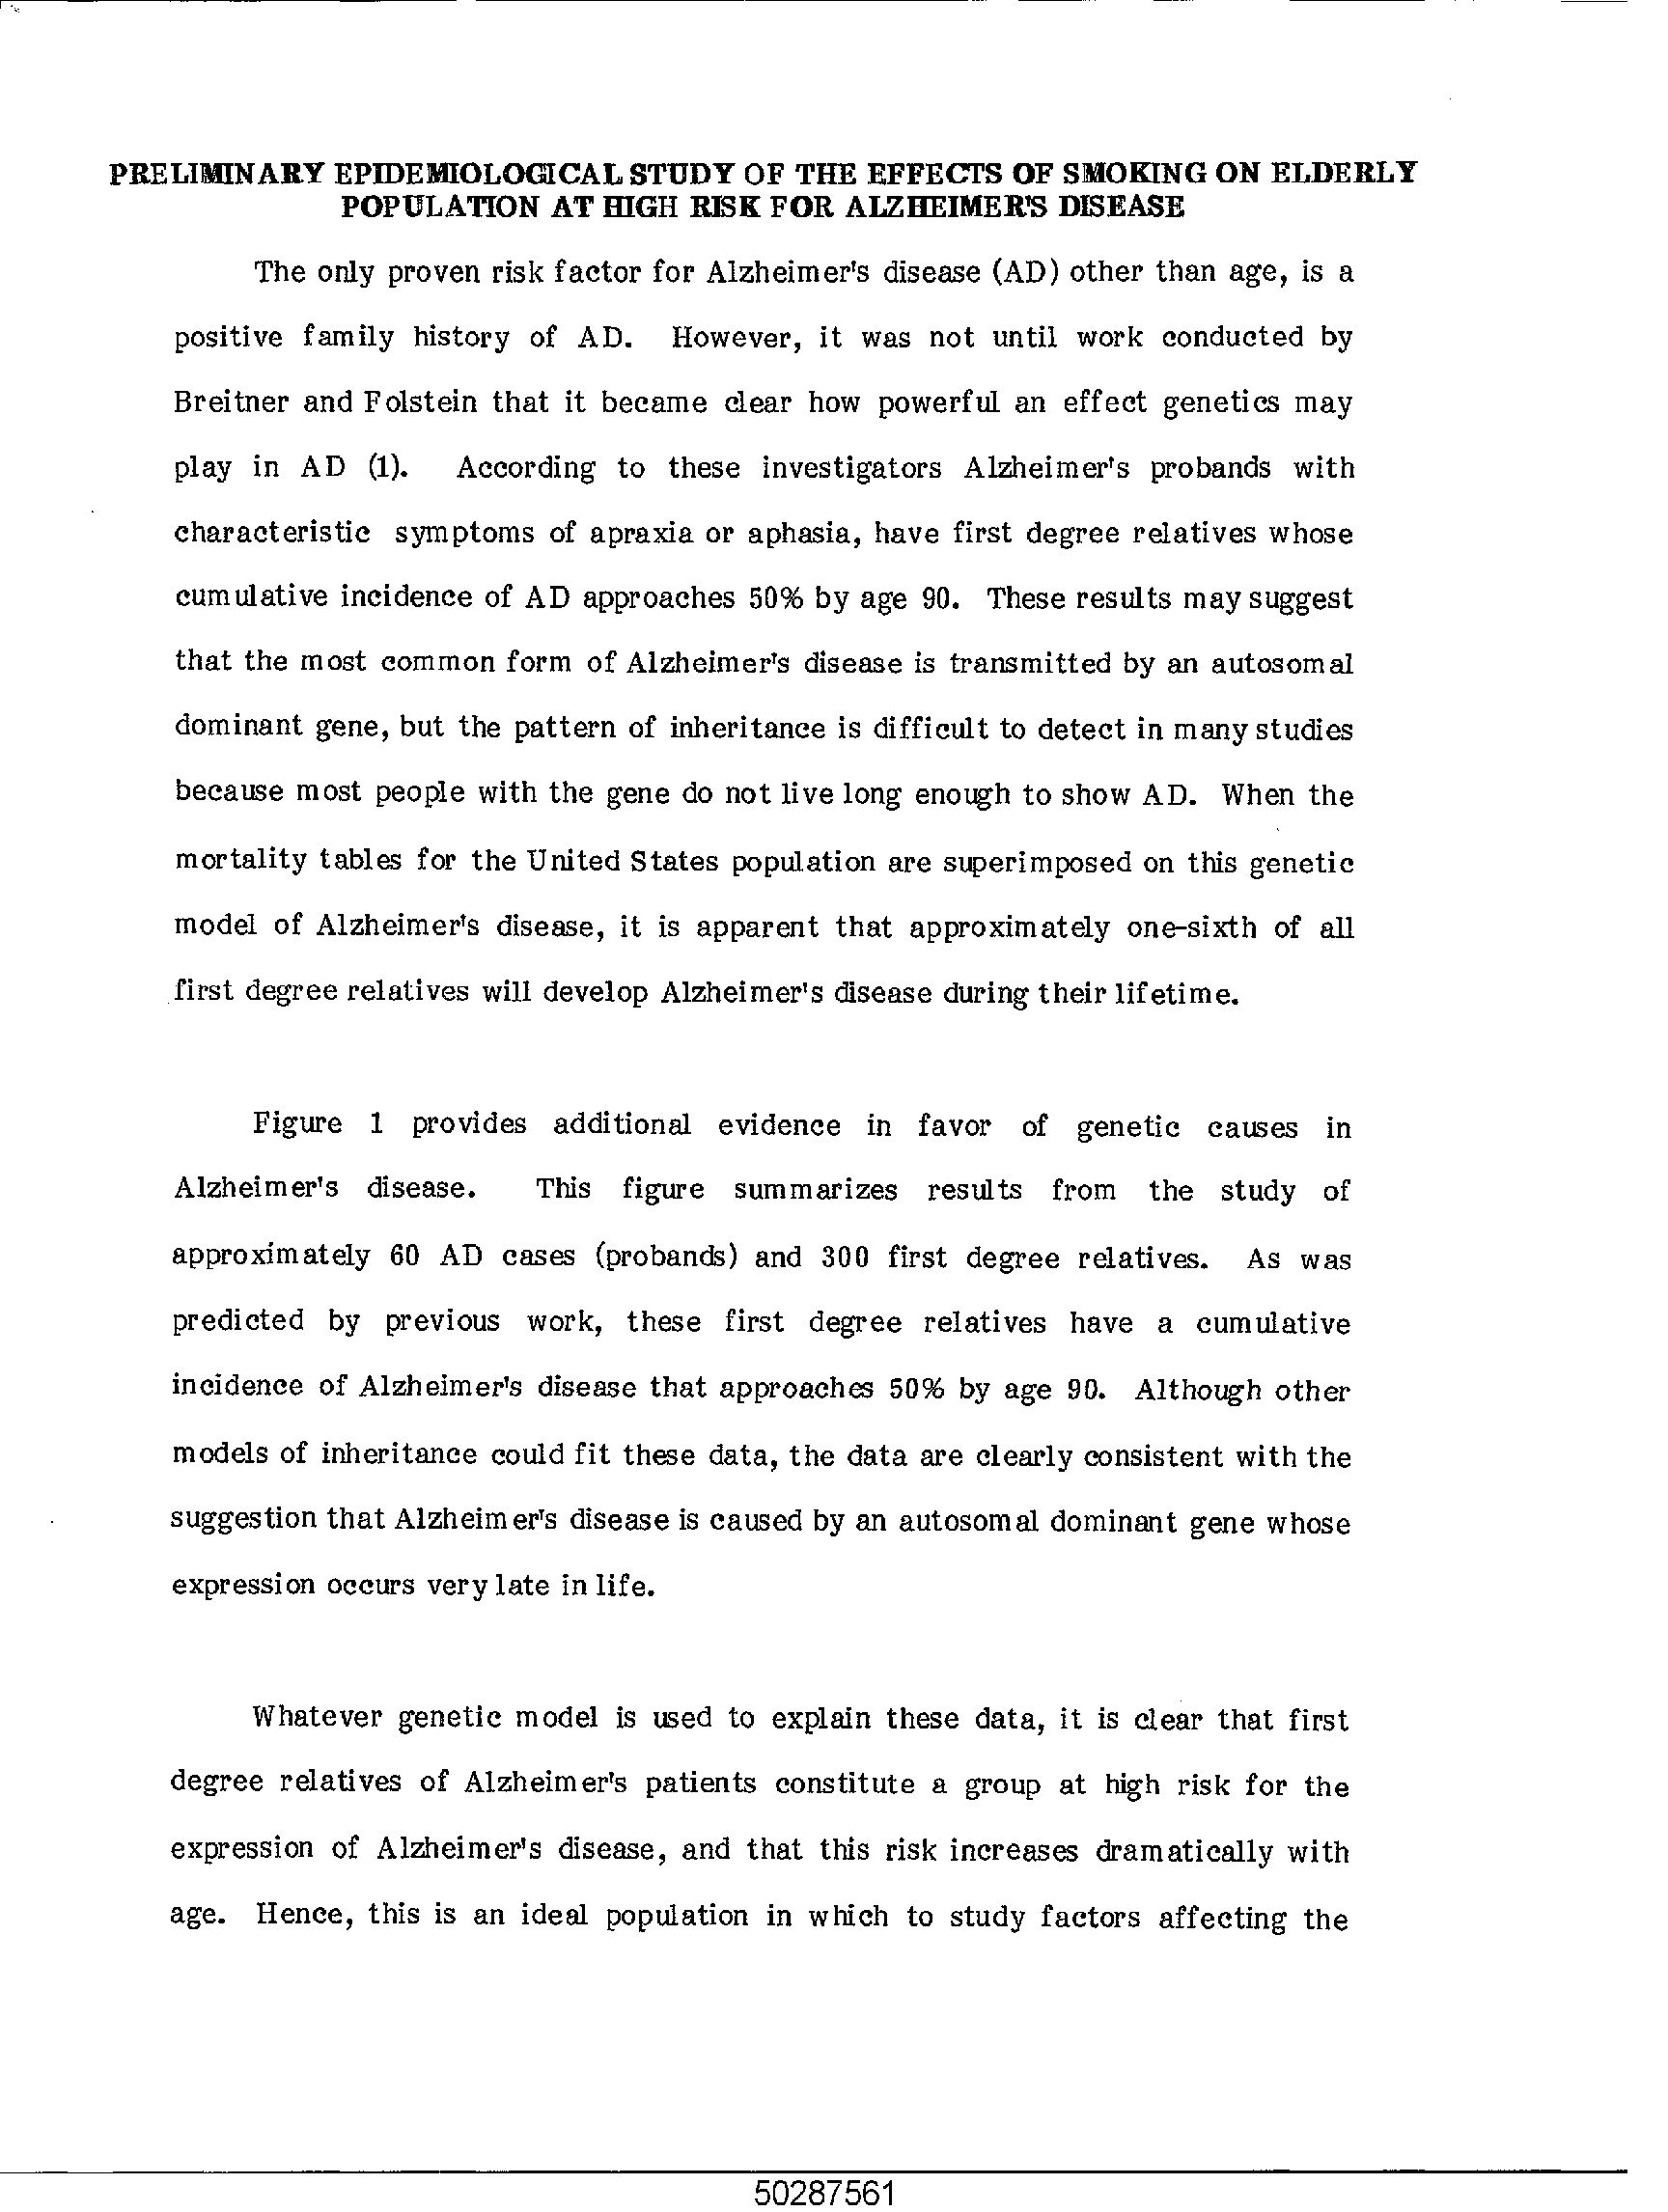 PRELIMINARY EPIDEMIOLOGICAL STUDY OF THE EFFECTS OF SMOKING ON ELDERLY
POPULATION AT HIGH RISK FOR ALZHEIMER'S DISEASE
The only proven risk factor for Alzheimer's disease (AD) other than age, is a
positive family history of AD. However, it was not until work conducted by
Breitner and Folstein that it became clear how powerful an effect genetics may
play in AD (1). According to these investigators Alzheimer's probands with
characteristic symptoms of apraxia or aphasia, have first degree relatives whose
cumulative incidence of AD approaches 50% by age 90. These results may suggest
that the most common form of Alzheimer's disease is transmitted by an autosomal
dominant gene, but the pattern of inheritance is difficult to detect in many studies
because most people with the gene do not live long enough to show AD. When the
mortality tables for the United States population are superimposed on this genetic
model of Alzheimer's disease, it is apparent that approximately one-sixth of all
first degree relatives will develop Alzheimer's disease during their lifetime.
Figure 1 provides additional evidence in favor of genetic causes in
Alzheimer's disease. This figure summarizes results from the study of
approximately 60 AD cases (probands) and 300 first degree relatives. As was
predicted by previous work, these first degree relatives have a cumulative
incidence of Alzheimer's disease that approaches 50% by age 90. Although other
models of inheritance could fit these data, the data are clearly consistent with the
suggestion that Alzheimer's disease is caused by an autosomal dominant gene whose
expression occurs very late in life.
Whatever genetic model is used to explain these data, it is clear that first
degree relatives of Alzheimer's patients constitute a group at high risk for the
expression of Alzheimer's disease, and that this risk increases dramatically with
age. Hence, this is an ideal population in which to study factors affecting the
50287561